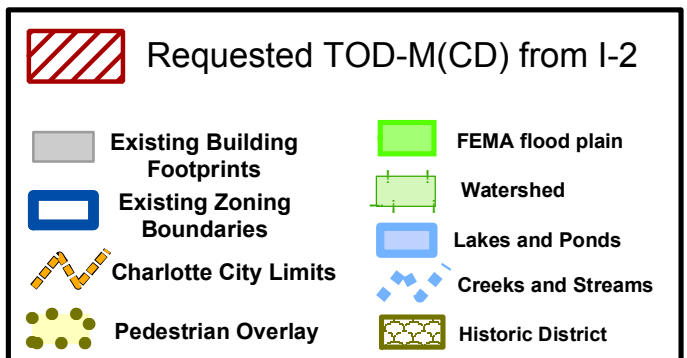 Requested TOD-M(CD) from I-2
Existing Building
Footprints
Existing Zoning
Boundaries
Charlotte City Limits
Pedestrian Overlay
FEMA flood plain
Watershed
Lakes and Ponds
Creeks and Streams
Historic District